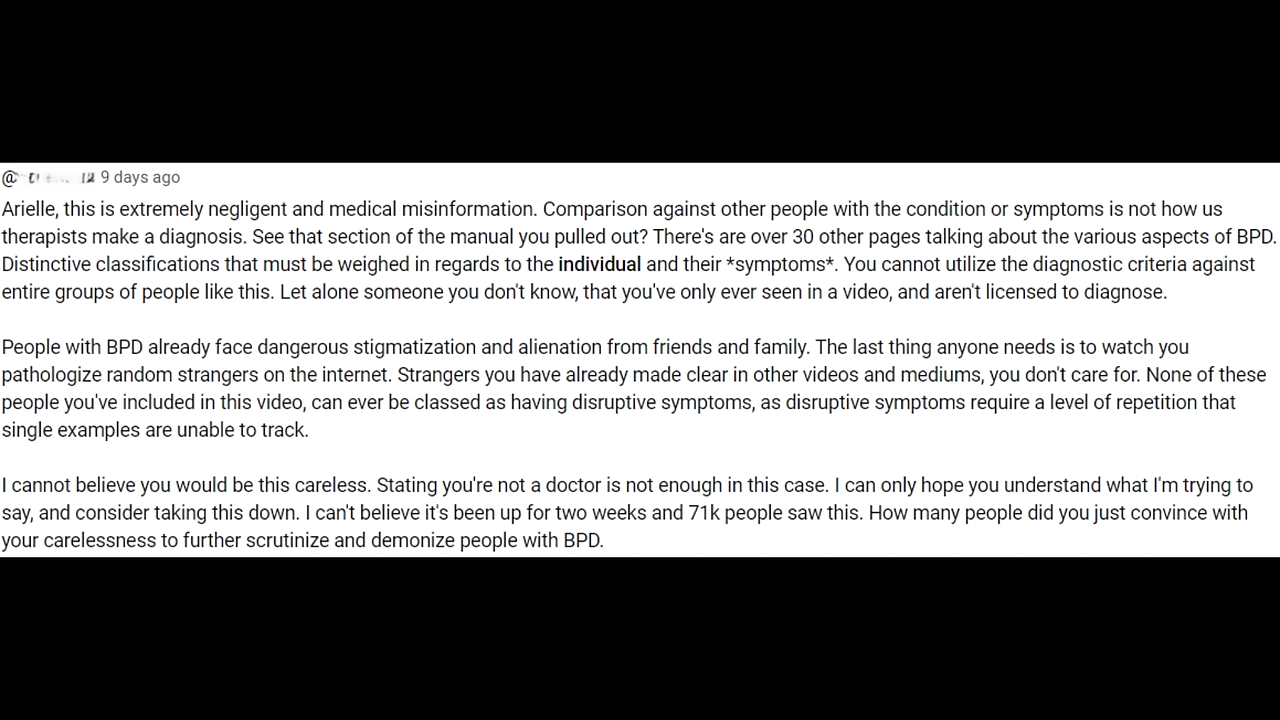 @ 9 days ago
Arielle, this is extremely negligent and medical misinformation. Comparison against other people with the condition or symptoms is not how us
therapists make a diagnosis. See that section of the manual you pulled out? There's are over 30 other pages talking about the various aspects of BPD.
Distinctive classifications that must be weighed in regards to the individual and their *symptoms*. You cannot utilize the diagnostic criteria against
entire groups of people like this. Let alone someone you don't know, that you've only ever seen in a video, and aren't licensed to diagnose.
People with BPD already face dangerous stigmatization and alienation from friends and family. The last thing anyone needs is to watch you
pathologize random strangers on the internet. Strangers you have already made clear in other videos and mediums, you don't care for. None of these
people you've included in this video, can ever be classed as having disruptive symptoms, as disruptive symptoms require a level of repetition that
single examples are unable to track.
I cannot believe you would be this careless. Stating you're not a doctor is not enough in this case. I can only hope you understand what I'm trying to
say, and consider taking this down. I can't believe it's been up for two weeks and 71k people saw this. How many people did you just convince with
your carelessness to further scrutinize and demonize people with BPD.